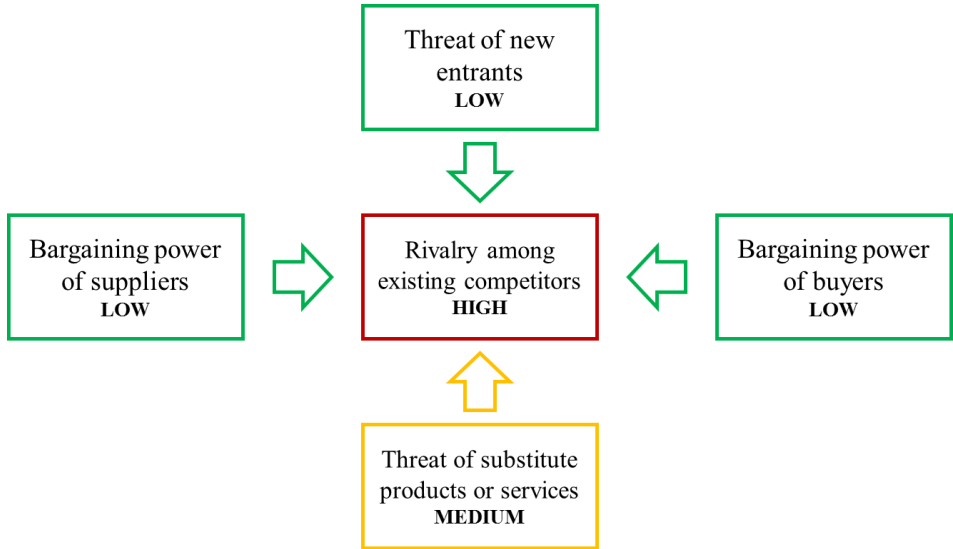 Threat of new
entrants
LOW
Bargaining power
of suppliers
LOW
Rivalry among
existing competitors
HIGH
Bargaining power
of buyers
LOW
Threat of substitute
products or services
MEDIUM